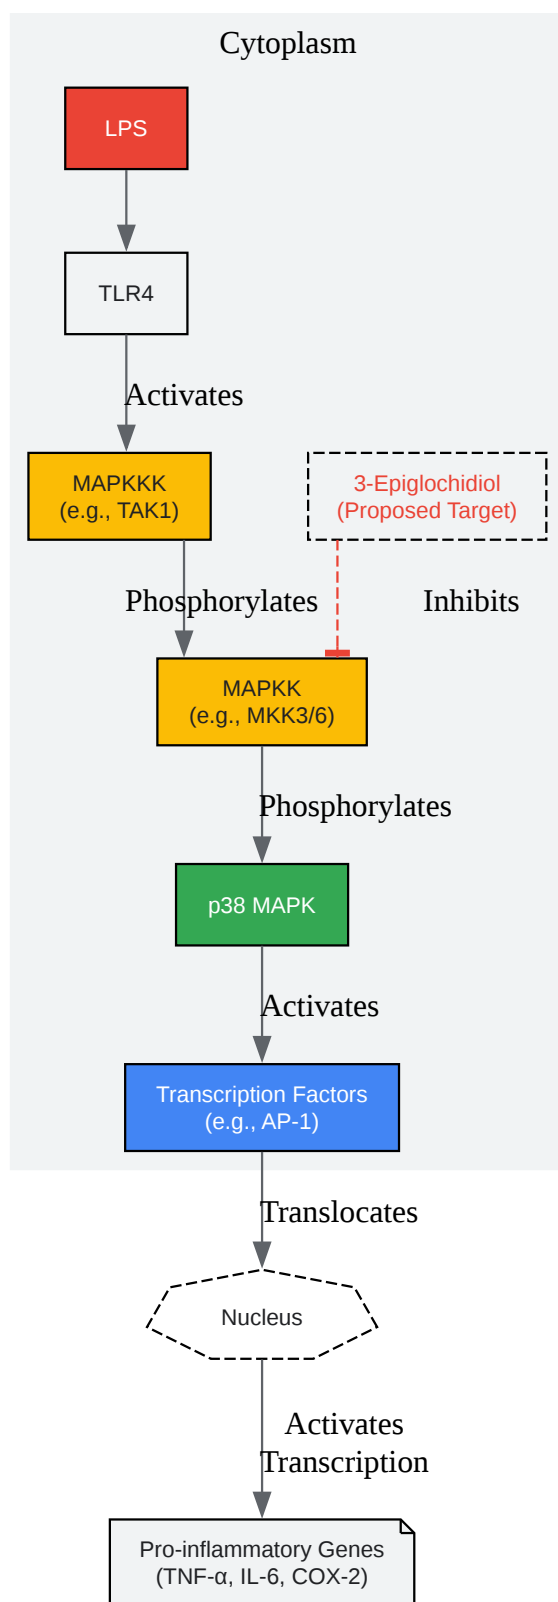 Cytoplasm
LPS
TLR4
Activates
MAPKKK
(e.g., TAK1)
3-Epiglochidiol
(Proposed Target)
Phosphorylates
Inhibits
MAPKK
(e.g., MKK3/6)
Phosphorylates
p38 MAPK
Activates
Transcription Factors
(e.g., AP-1)
Translocates
Nucleus
Activates
Transcription
Pro-inflammatory Genes
(TNF-α, IL-6, COX-2)